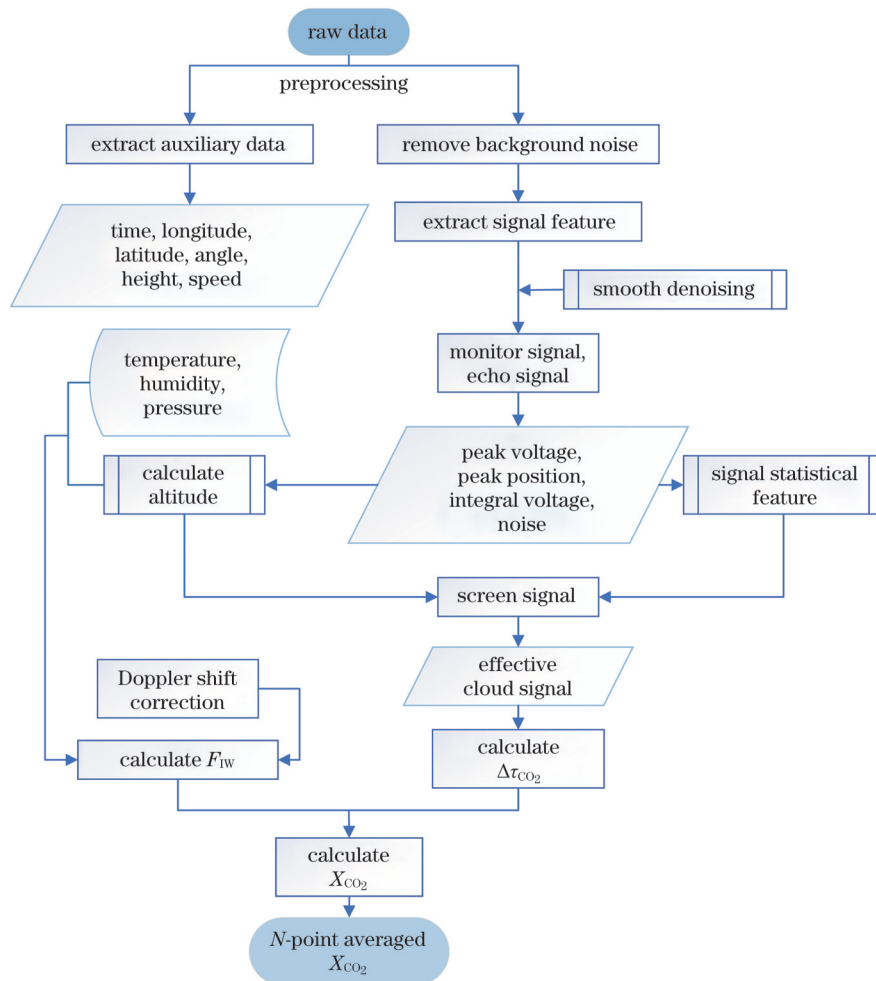 raw data
preprocessing
extract auxiliary data
remove background noise
time, longitude,
latitude, angle,
height, speed
extract signal feature
smooth denoising
monitor signal,
echo signal
temperature,
humidity,
pressure
peak voltage,
peak position,
integral voltage,
noise
calculate
altitude
signal statistical
feature
screen signal
effective
cloud signal
Doppler shift
correction
calculate F_IW
calculate
Δτ_CO₂
calculate
X_CO₂
N-point averaged
X_CO₂